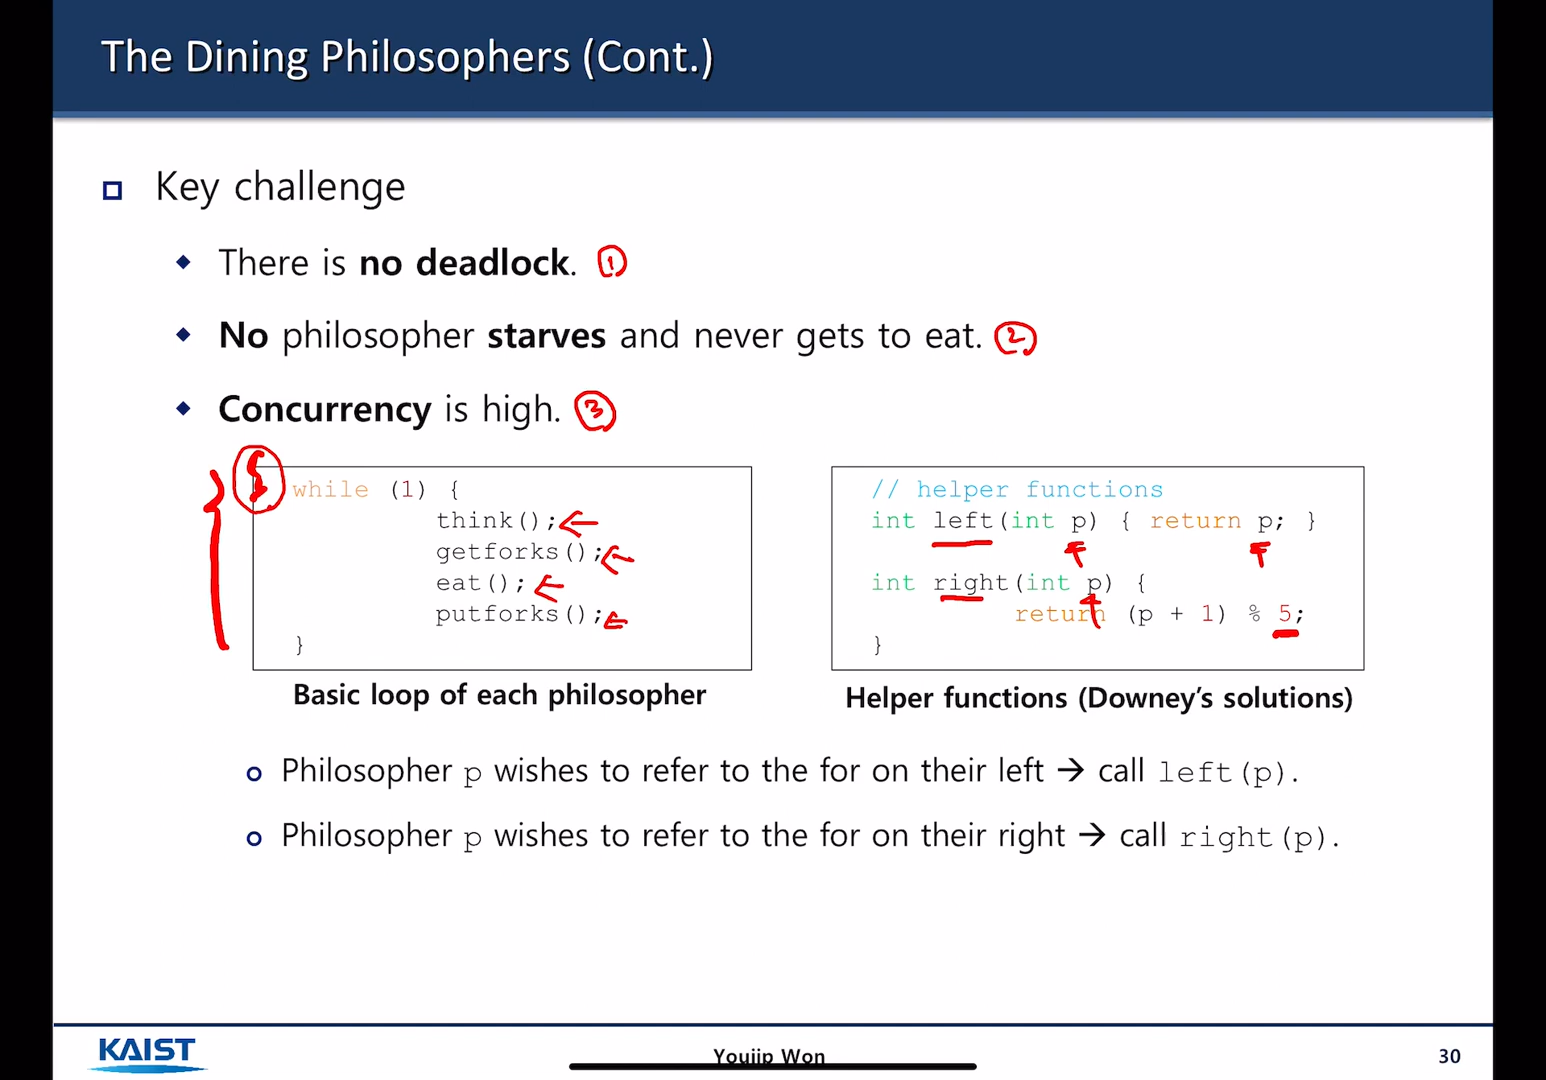 The Dining Philosophers (Cont.)
Key challenge
There is no deadlock. 1
No philosopher starves and never gets to eat. 2
Concurrency is high. 3
while (1) {
think();
getforks();
eat();
putforks();
}
Basic loop of each philosopher
// helper functions
int left(int p) { return p; }
int right(int p) {
return (p + 1) % 5;
}
Helper functions (Downey’s solutions)
Philosopher p wishes to refer to the for on their left → call left(p).
Philosopher p wishes to refer to the for on their right → call right(p).
KAIST
Youjip Won
30